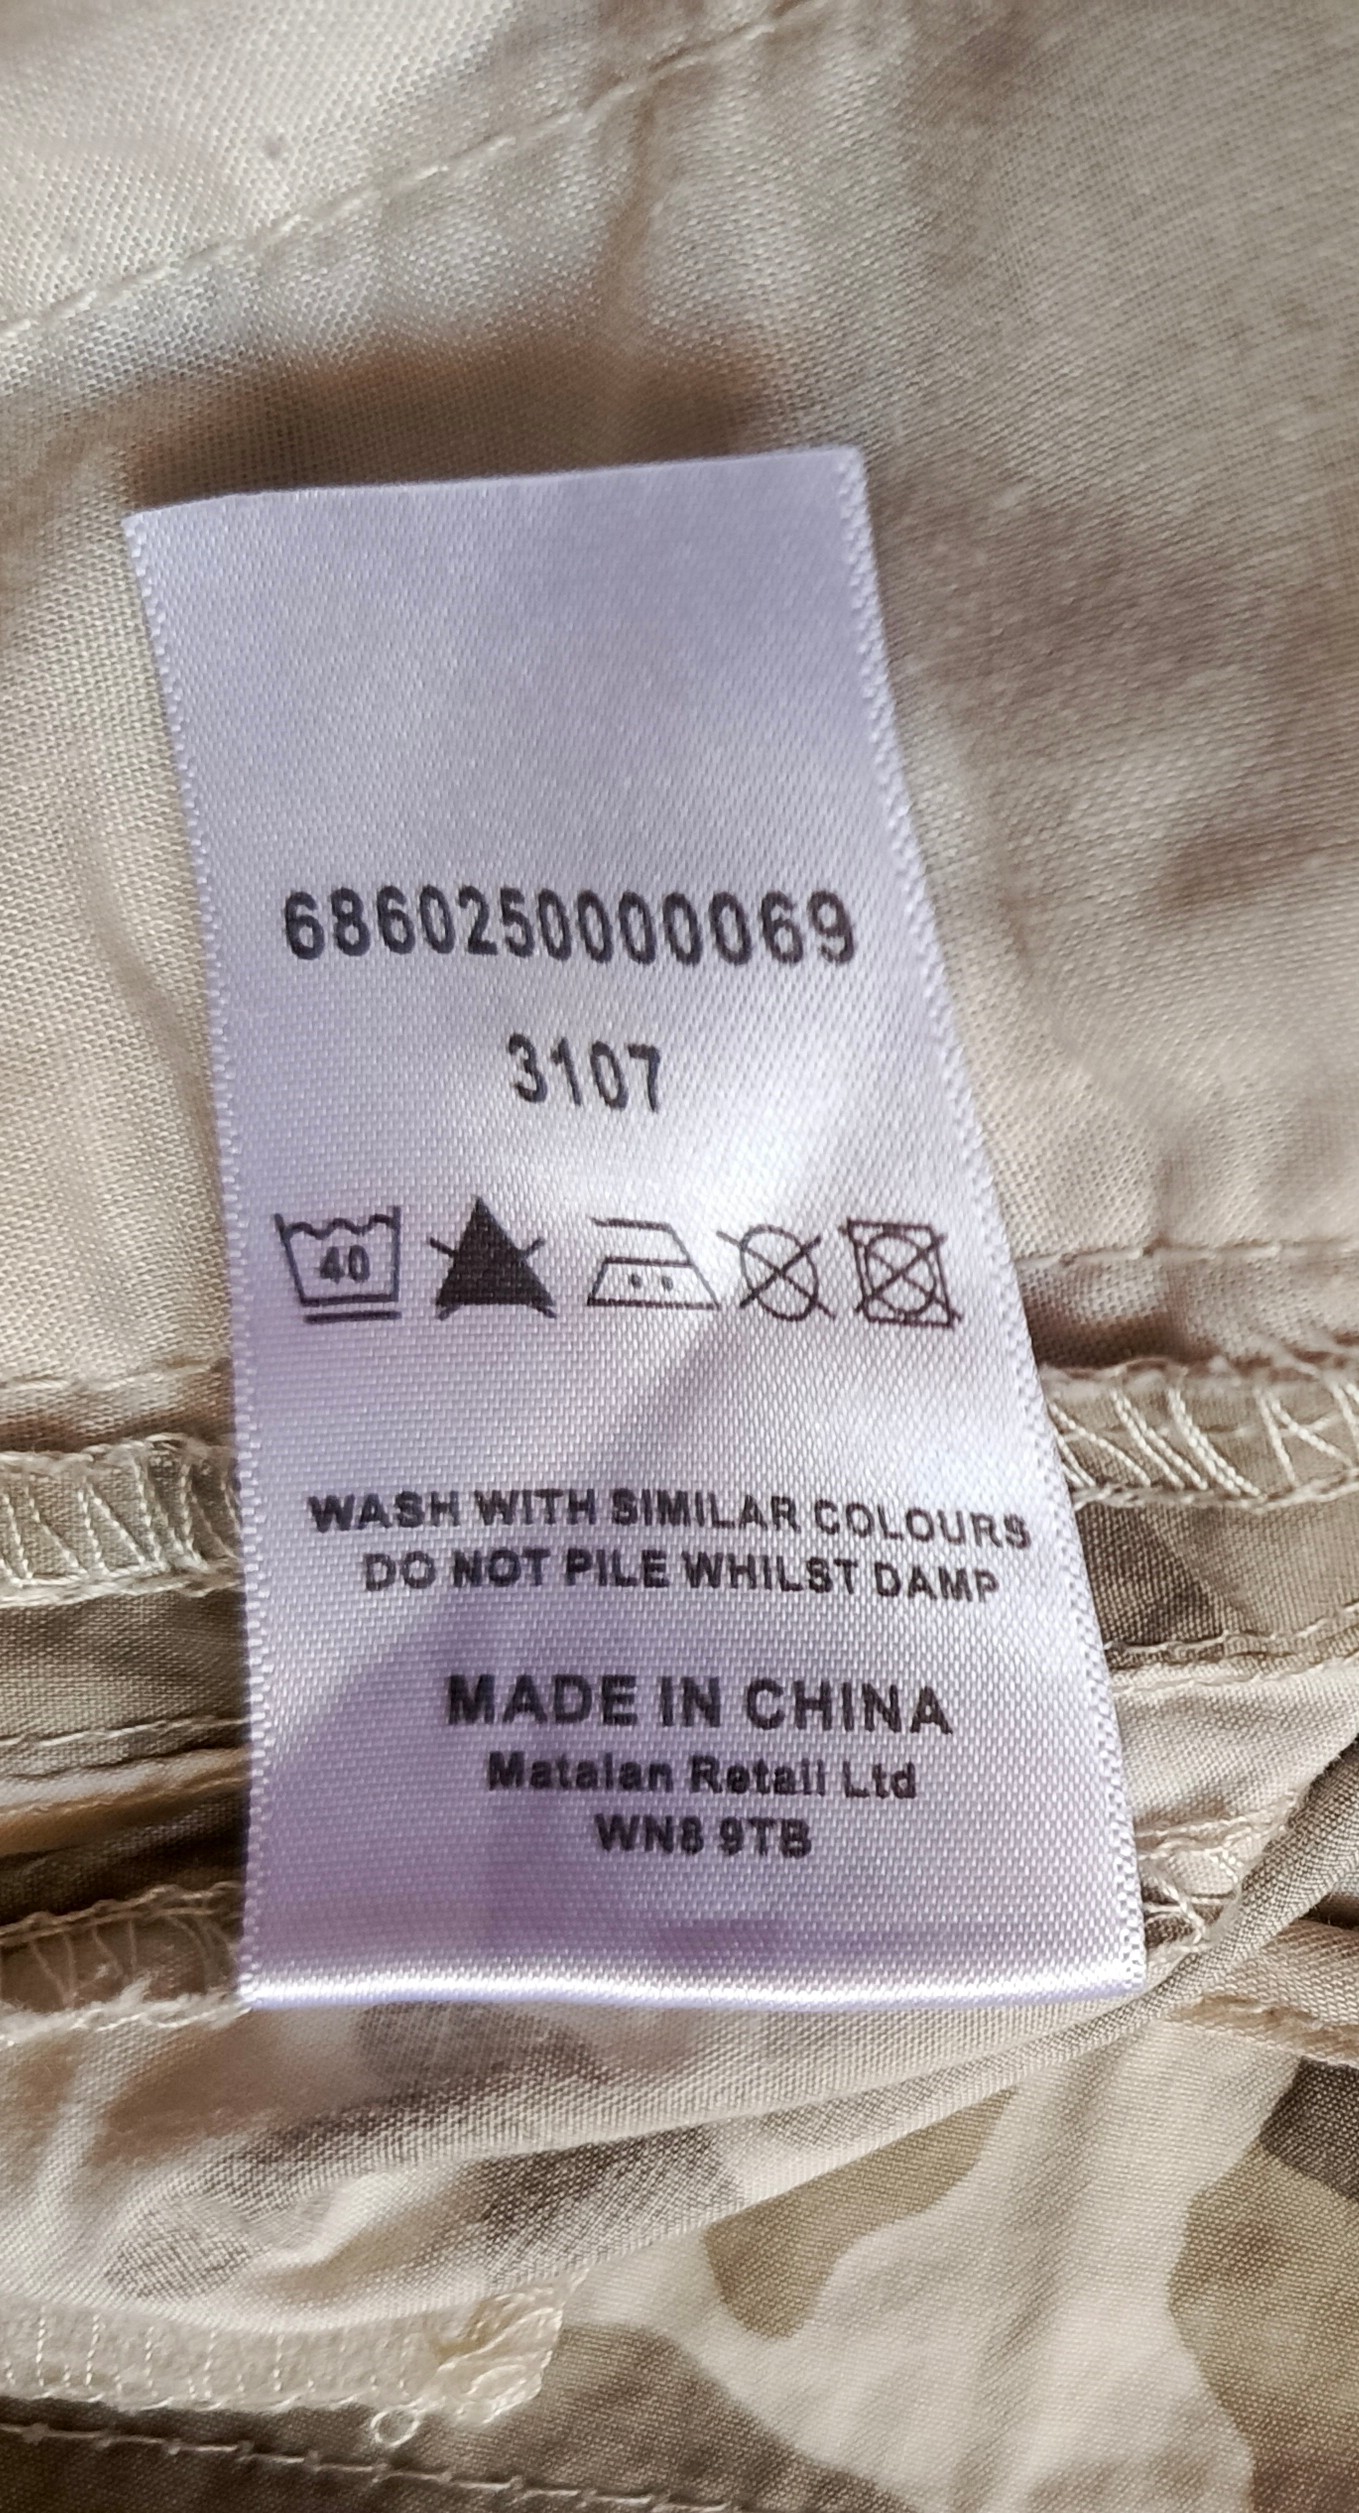 6860250000069
3107
40
WASH WITH SIMILAR COLOURS
DO NOT PILE WHILST DAMP
MADE IN CHINA
Matalan Retail Ltd
WN8 9TB